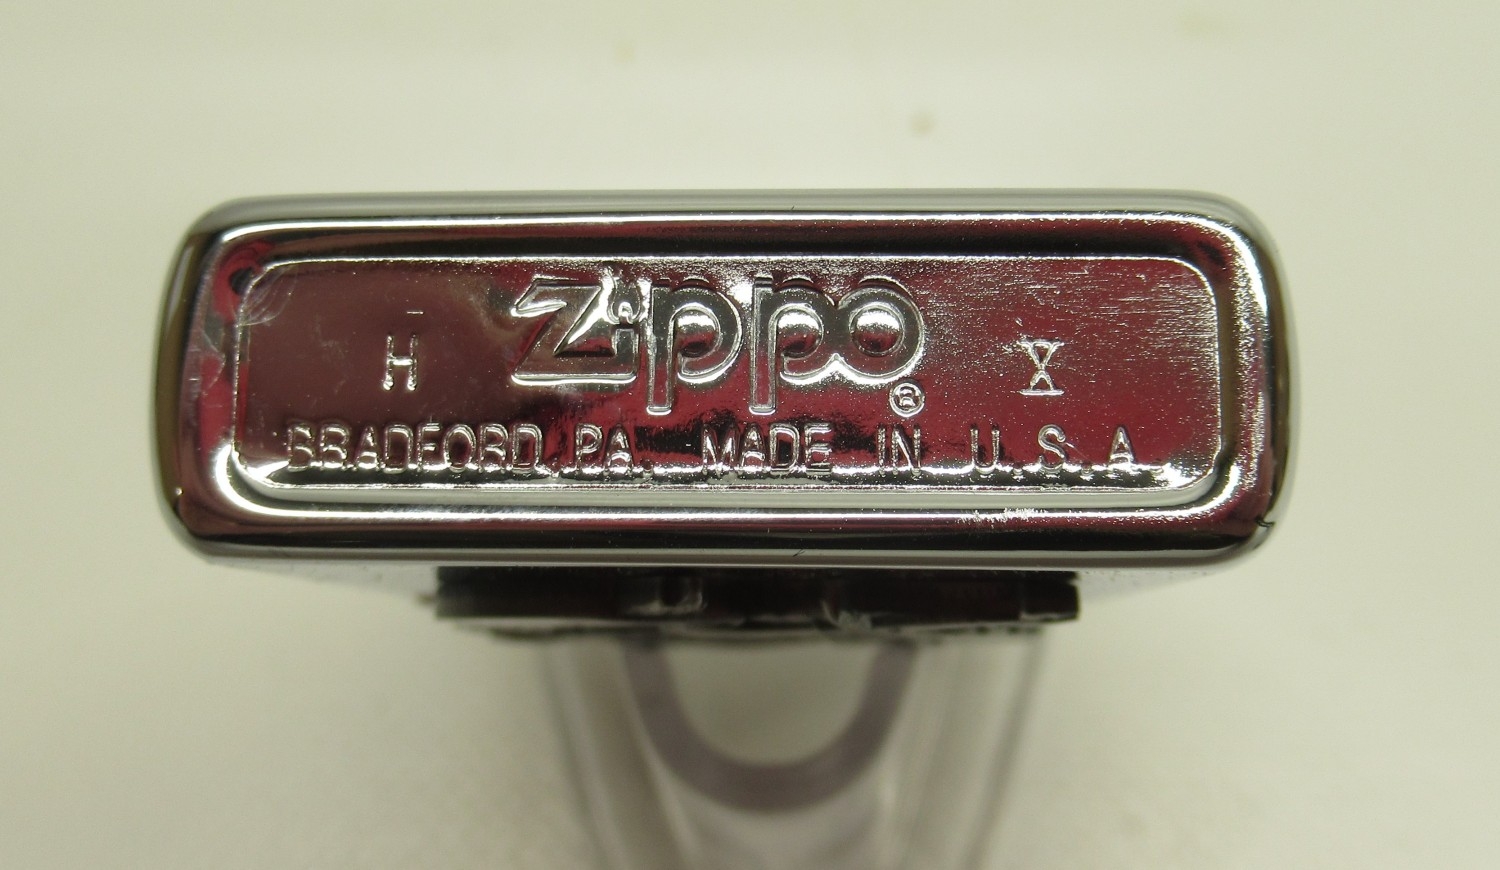 H Zippo ® X
BRADFORD, PA. MADE IN U.S.A.